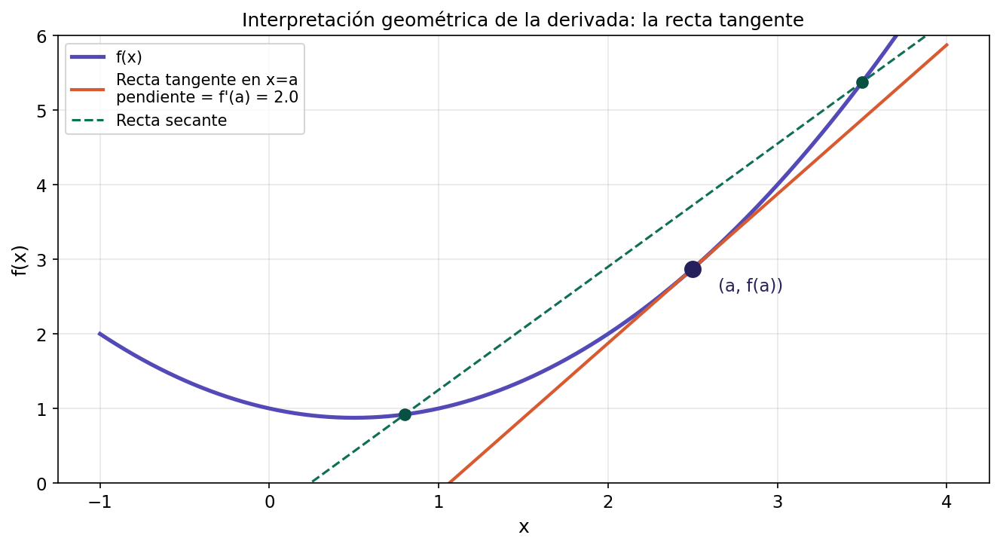 Interpretación geométrica de la derivada: la recta tangente
f(x)
Recta tangente en x=a
pendiente = f'(a) = 2.0
Recta secante
6
5
4
3
2
1
0
f(x)
(a, f(a))
−1 0 1 2 3 4
x